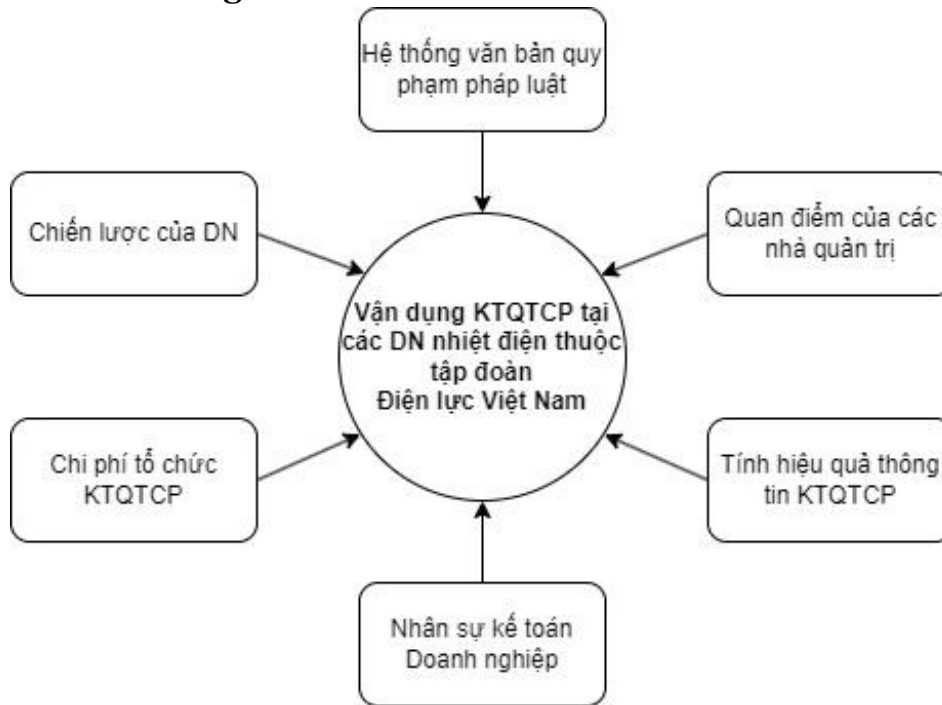 Hệ thống văn bản quy
phạm pháp luật
Chiến lược của DN
Quan điểm của các
nhà quản trị
Vận dụng KTQTCP tại
các DN nhiệt điện thuộc
tập đoàn
Điện lực Việt Nam
Chi phí tổ chức
KTQTCP
Tính hiệu quả thông
tin KTQTCP
Nhân sự kế toán
Doanh nghiệp